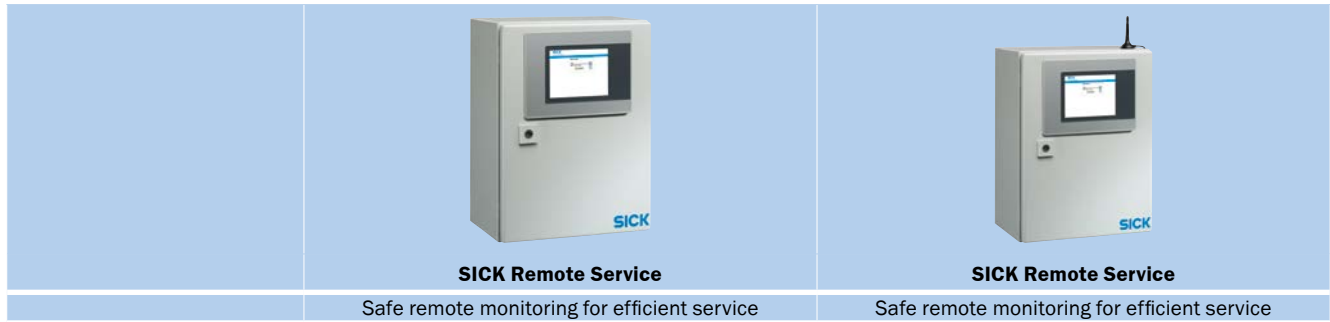 SICK
SICK
SICK Remote Service
SICK Remote Service
Safe remote monitoring for efficient service
Safe remote monitoring for efficient service